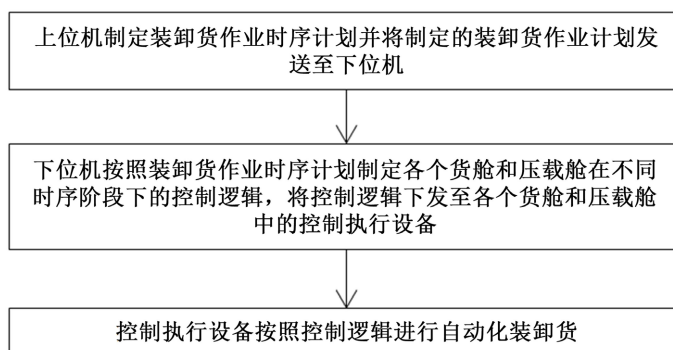 上位机制定装卸货作业时序计划并将制定的装卸货作业计划发
送至下位机
下位机按照装卸货作业时序计划制定各个货舱和压载舱在不同
时序阶段下的控制逻辑，将控制逻辑下发至各个货舱和压载舱
中的控制执行设备
控制执行设备按照控制逻辑进行自动化装卸货